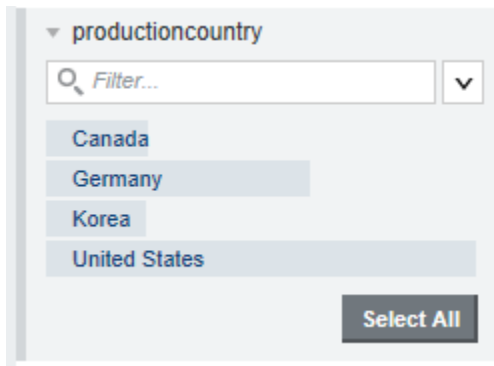 productioncountry
Filter...
Canada
Germany
Korea
United States
Select All